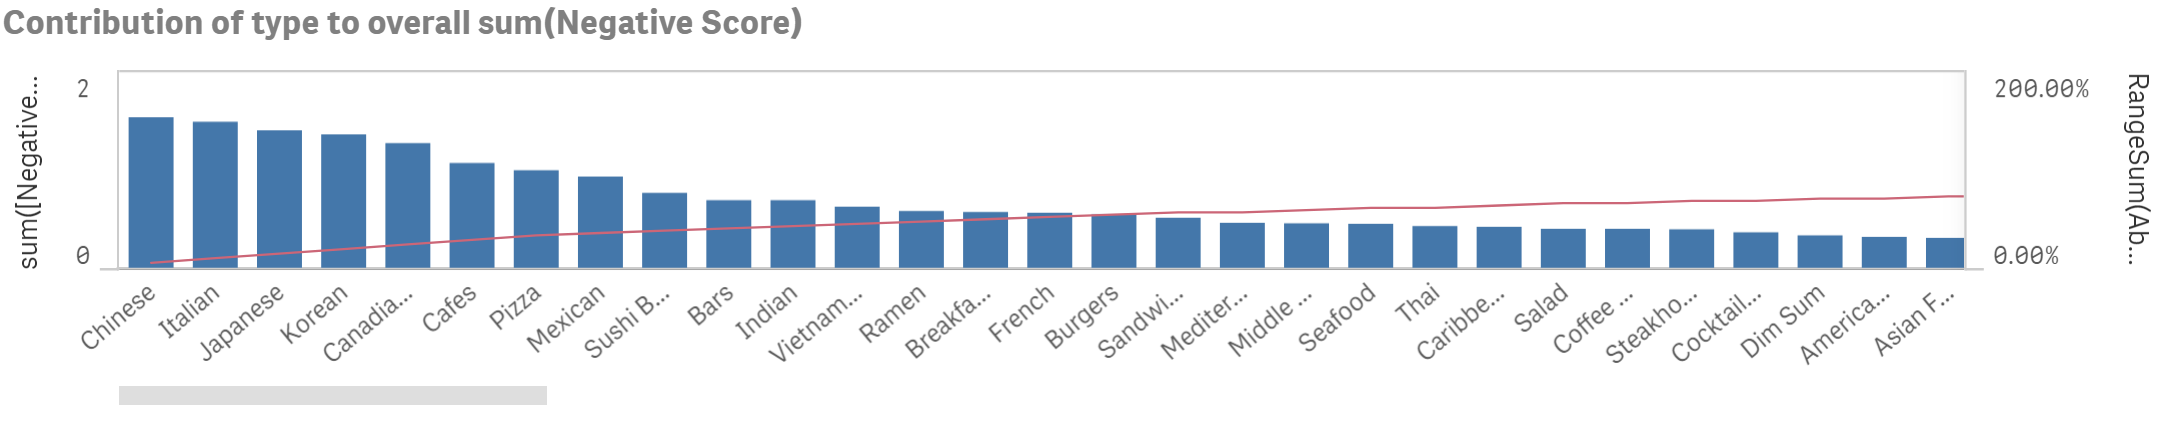 Contribution of type to overall sum(Negative Score)
sum([Negative...
2
0
200.00%
0.00%
RangeSum(Ab...
Chinese
Italian
Japanese
Korean
Canadia...
Cafes
Pizza
Mexican
Sushi B...
Bars
Indian
Vietnam...
Ramen
Breakfa...
French
Burgers
Sandwi...
Mediter...
Middle ...
Seafood
Thai
Caribbe...
Salad
Coffee ...
Steakho...
Cocktail...
Dim Sum
America...
Asian F...